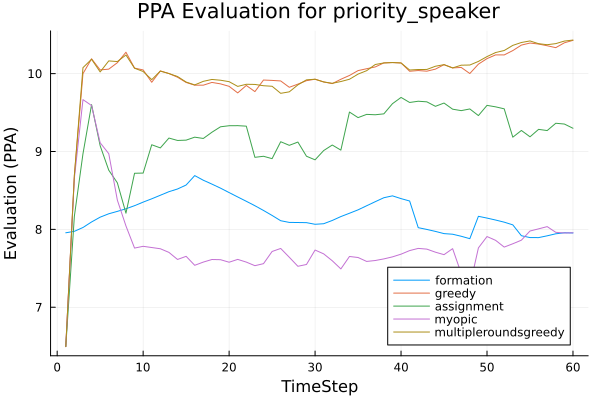 PPA Evaluation for priority_speaker
Evaluation (PPA)
10
9
8
7
0
10
20
30
40
50
60
TimeStep
formation
greedy
assignment
myopic
multipleroundsgreedy